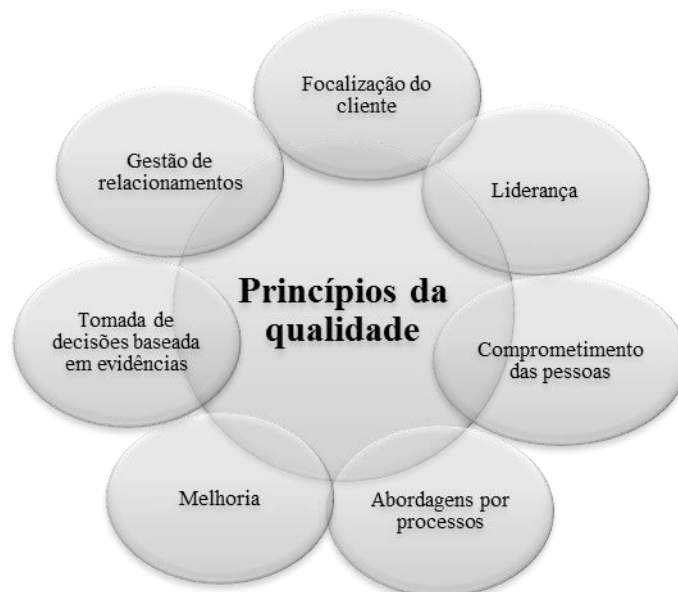 Focalização do
cliente
Liderança
Comprometimento
das pessoas
Abordagens por
processos
Melhoria
Tomada de
decisões baseada
em evidências
Gestão de
relacionamentos
Princípios da
qualidade